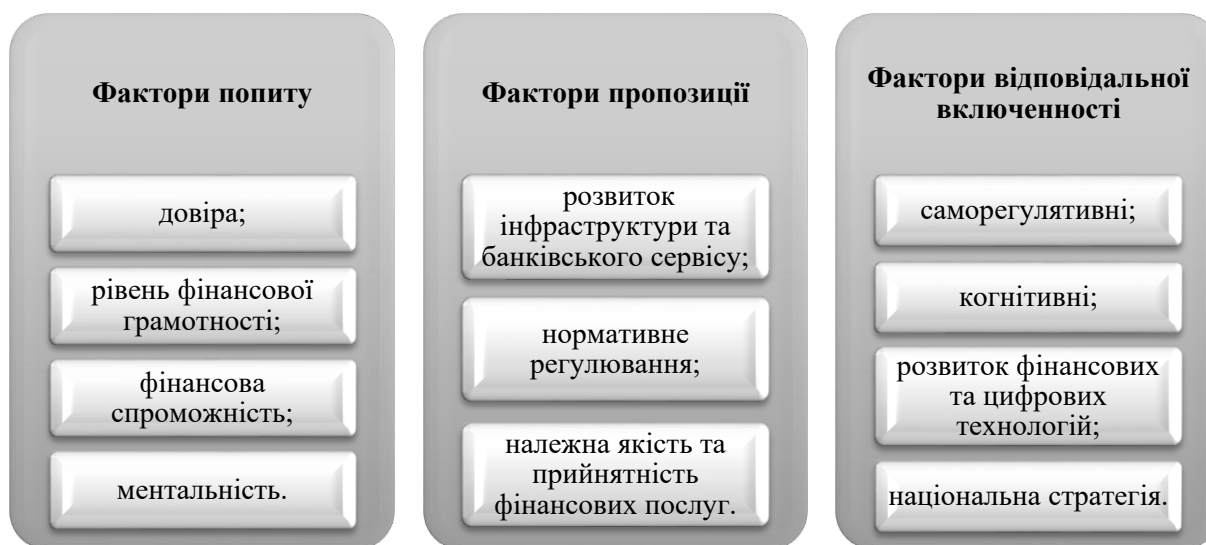 Фактори попиту
довіра;
рівень фінансової
грамотності;
фінансова
спроможність;
ментальність.
Фактори пропозиції
розвиток
інфраструктури та
банківського сервісу;
нормативне
регулювання;
належна якість та
прийнятність
фінансових послуг.
Фактори відповідальної
включенності
саморегулятивні;
когнітивні;
розвиток фінансових
та цифрових
технологій;
національна стратегія.